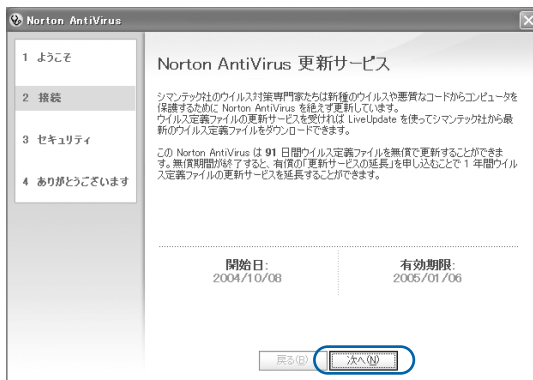 Norton AntiVirus
1 ようこそ
2 接続
3 セキュリティ
4 ありがとうございます
Norton AntiVirus 更新サービス
シマンテック社のウイルス対策専門家たちは新種のウイルスや悪質なコードからコンピュータを
保護するために Norton AntiVirus を絶えず更新しています。
ウイルス定義ファイルの更新サービスを受ければ LiveUpdate を使ってシマンテック社から最
新のウイルス定義ファイルをダウンロードできます。
この Norton AntiVirus は 91 日間ウイルス定義ファイルを無償で更新することができま
す。無償期間が終了すると、有償の「更新サービスの延長」を申し込むことで 1 年間ウイル
ス定義ファイルの更新サービスを延長することができます。
開始日:
2004/10/08
有効期限:
2005/01/06
戻る(B)
次へ(N)